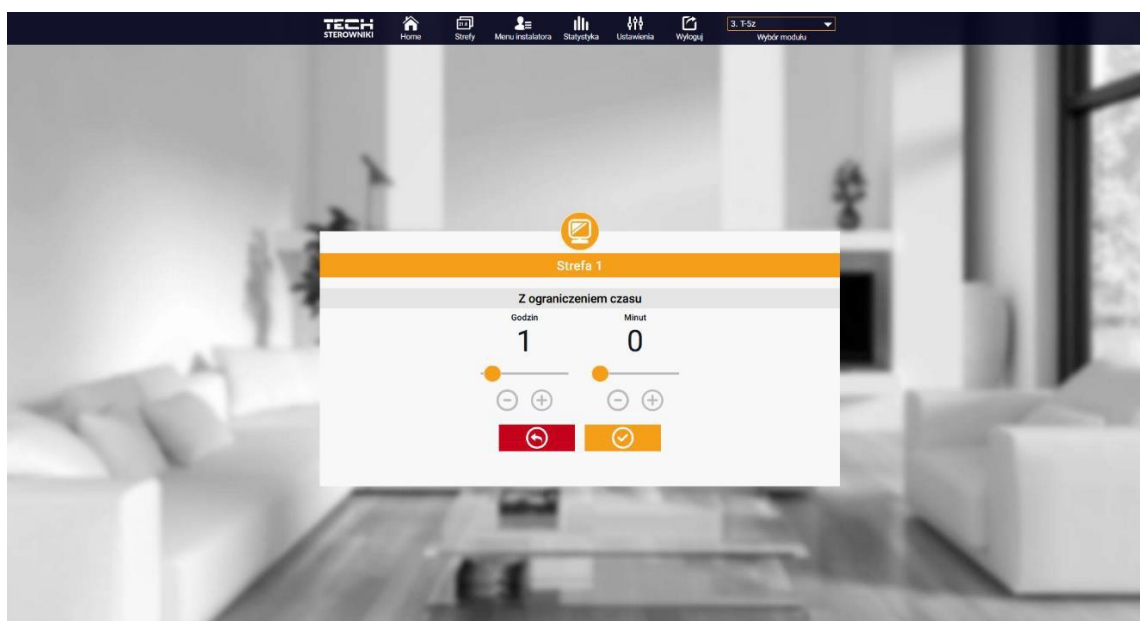 TECH
STEROWNIKI
Home
Strefy
Menu instalatora
Statystyka
Ustawienia
Wyloguj
3. T-5z
Wybór modułu
Strefa 1
Z ograniczeniem czasu
Godzin Minut
1 0